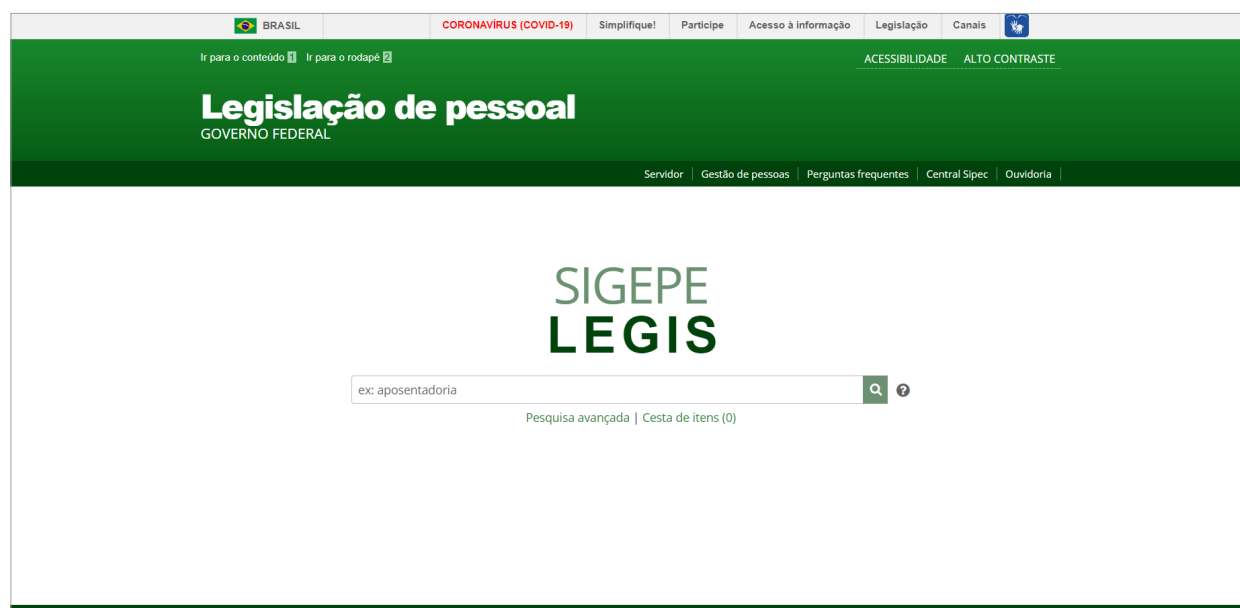 BRASIL CORONAVÍRUS (COVID-19) Simplifique! Participe Acesso à informação Legislação Canais
Ir para o conteúdo 1 Ir para o rodapé 2 ACESSIBILIDADE ALTO CONTRASTE
Legislação de pessoal
GOVERNO FEDERAL
Servidor Gestão de pessoas Perguntas frequentes Central Sipec Ouvidoria
SIGEPE
LEGIS
ex: aposentadoria
Pesquisa avançada | Cesta de itens (0)